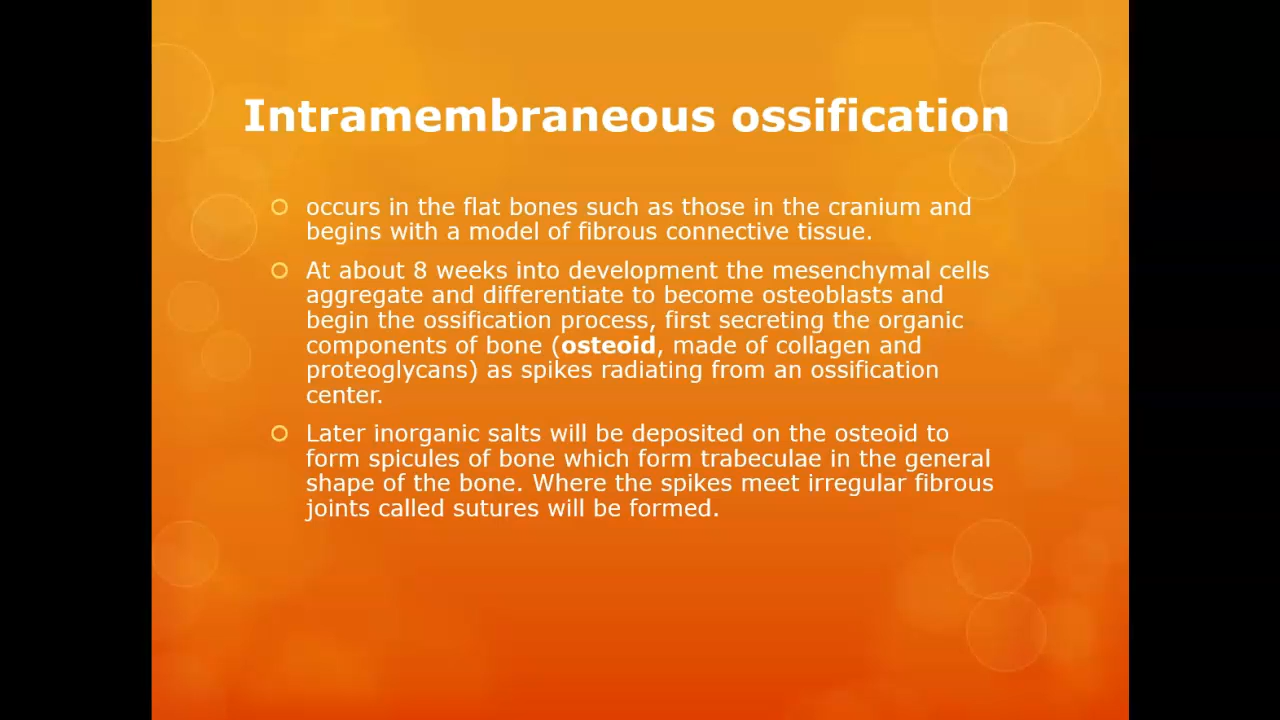 Intramembraneous ossification
occurs in the flat bones such as those in the cranium and
begins with a model of fibrous connective tissue.
At about 8 weeks into development the mesenchymal cells
aggregate and differentiate to become osteoblasts and
begin the ossification process, first secreting the organic
components of bone (osteoid, made of collagen and
proteoglycans) as spikes radiating from an ossification
center.
Later inorganic salts will be deposited on the osteoid to
form spicules of bone which form trabeculae in the general
shape of the bone. Where the spikes meet irregular fibrous
joints called sutures will be formed.